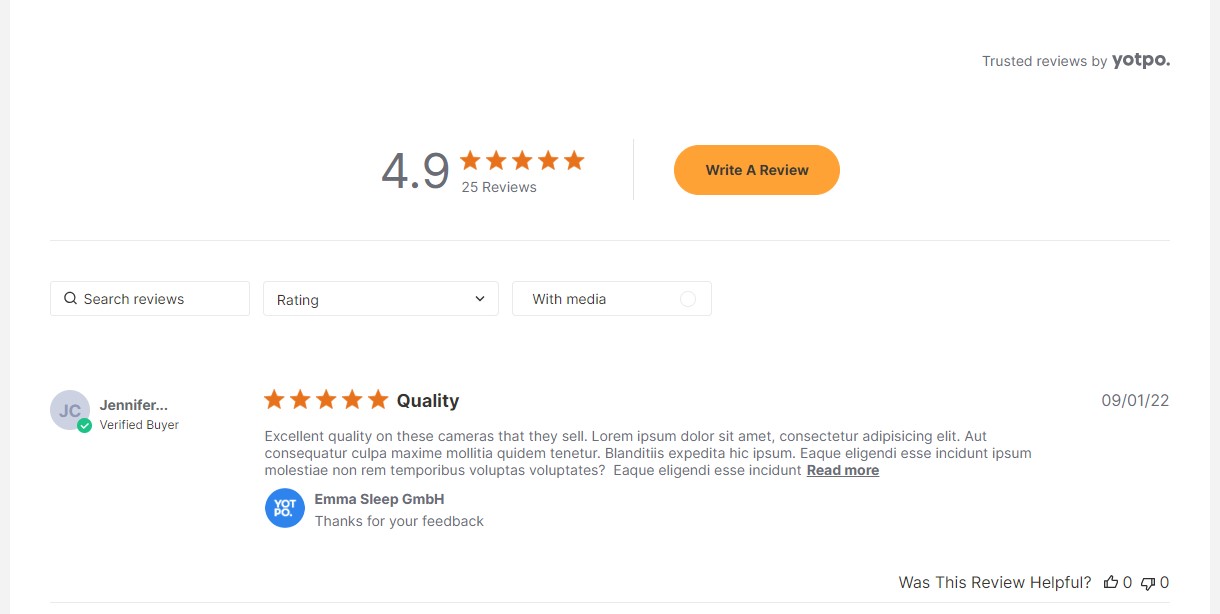 Trusted reviews by yotpo.
4.9
25 Reviews
Write A Review
Search reviews
Rating
With media
JC
Jennifer...
Verified Buyer
Quality
09/01/22
Excellent quality on these cameras that they sell. Lorem ipsum dolor sit amet, consectetur adipisicing elit. Aut
consequatur culpa maxime mollitia quidem tenetur. Blanditiis expedita hic ipsum. Eaque eligendi esse incidunt ipsum
molestiae non rem temporibus voluptas voluptates? Eaque eligendi esse incidunt Read more
YOT
PO.
Emma Sleep GmbH
Thanks for your feedback
Was This Review Helpful? 0 0